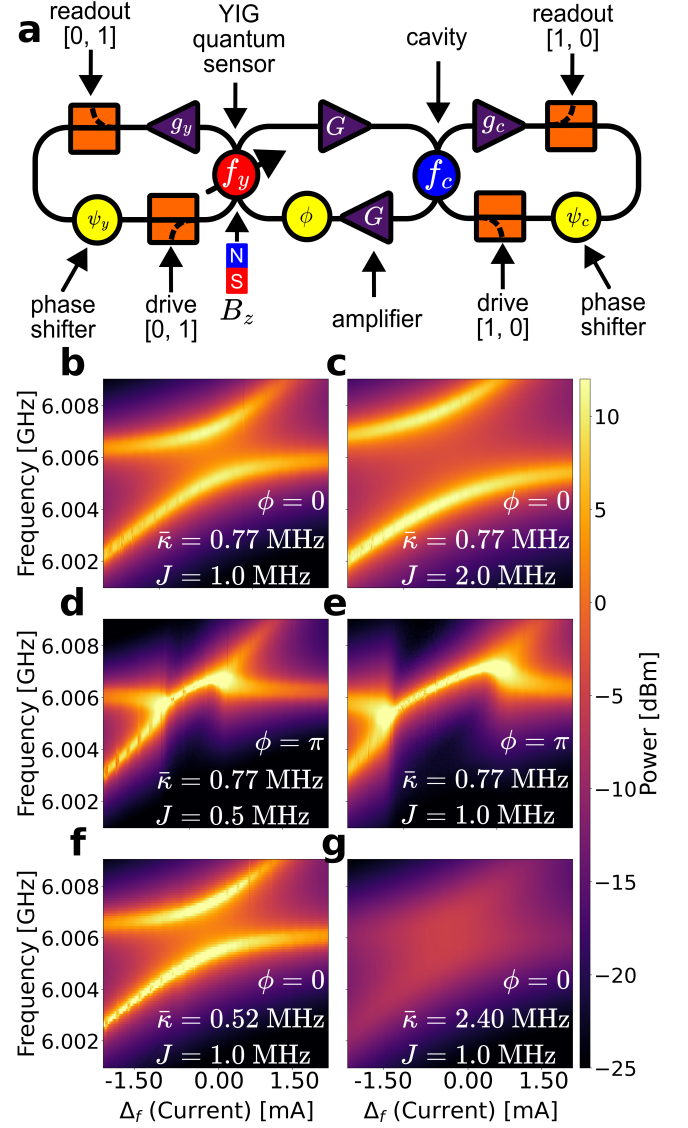 a
readout
[0, 1]
YIG
quantum
sensor
cavity
readout
[1, 0]
g_y
G
g_c
f_y
f_c
ψ_y
ϕ
G
ψ_c
N
S
B_z
phase
shifter
drive
[0, 1]
amplifier
drive
[1, 0]
phase
shifter
b
Frequency [GHz]
6.008
6.006
6.004
6.002
ϕ = 0
κ̄ = 0.77 MHz
J = 1.0 MHz
c
ϕ = 0
κ̄ = 0.77 MHz
J = 2.0 MHz
d
Frequency [GHz]
6.008
6.006
6.004
6.002
ϕ = π
κ̄ = 0.77 MHz
J = 0.5 MHz
e
ϕ = π
κ̄ = 0.77 MHz
J = 1.0 MHz
f
Frequency [GHz]
6.008
6.006
6.004
6.002
ϕ = 0
κ̄ = 0.52 MHz
J = 1.0 MHz
-1.50 0.00 1.50
Δ_f (Current) [mA]
g
ϕ = 0
κ̄ = 2.40 MHz
J = 1.0 MHz
-1.50 0.00 1.50
Δ_f (Current) [mA]
10
5
0
−5
−10
−15
−20
−25
Power [dBm]